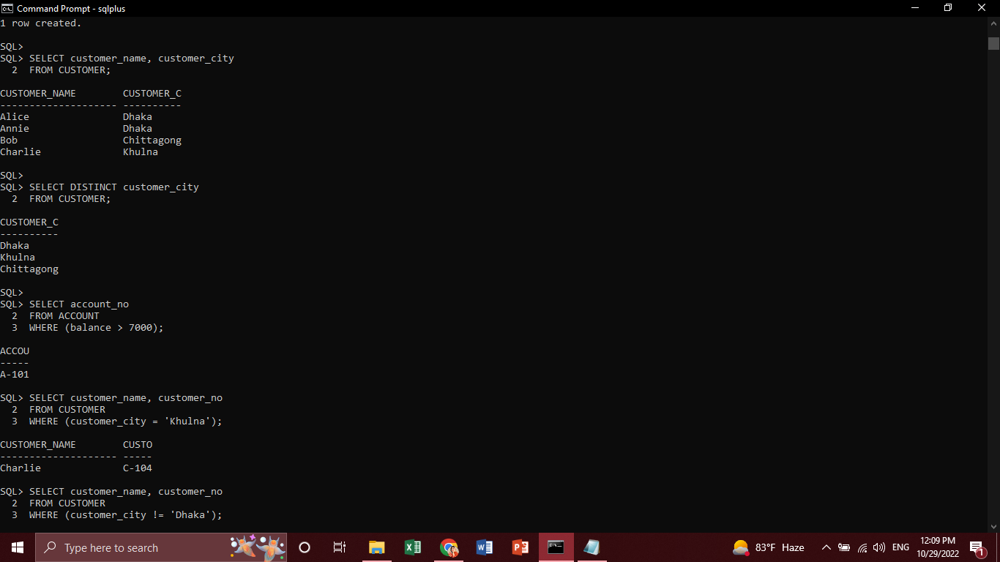 Command Prompt - sqlplus
1 row created.
SQL>
SQL> SELECT customer_name, customer_city
  2  FROM CUSTOMER;
CUSTOMER_NAME        CUSTOMER_C
-------------------- ----------
Alice                Dhaka
Annie                Dhaka
Bob                  Chittagong
Charlie              Khulna
SQL>
SQL> SELECT DISTINCT customer_city
  2  FROM CUSTOMER;
CUSTOMER_C
----------
Dhaka
Khulna
Chittagong
SQL>
SQL> SELECT account_no
  2  FROM ACCOUNT
  3  WHERE (balance > 7000);
ACCOU
-----
A-101
SQL> SELECT customer_name, customer_no
  2  FROM CUSTOMER
  3  WHERE (customer_city = 'Khulna');
CUSTOMER_NAME        CUSTO
-------------------- -----
Charlie              C-104
SQL> SELECT customer_name, customer_no
  2  FROM CUSTOMER
  3  WHERE (customer_city != 'Dhaka');
Type here to search
83°F Haze
ENG
12:09 PM
10/29/2022
1